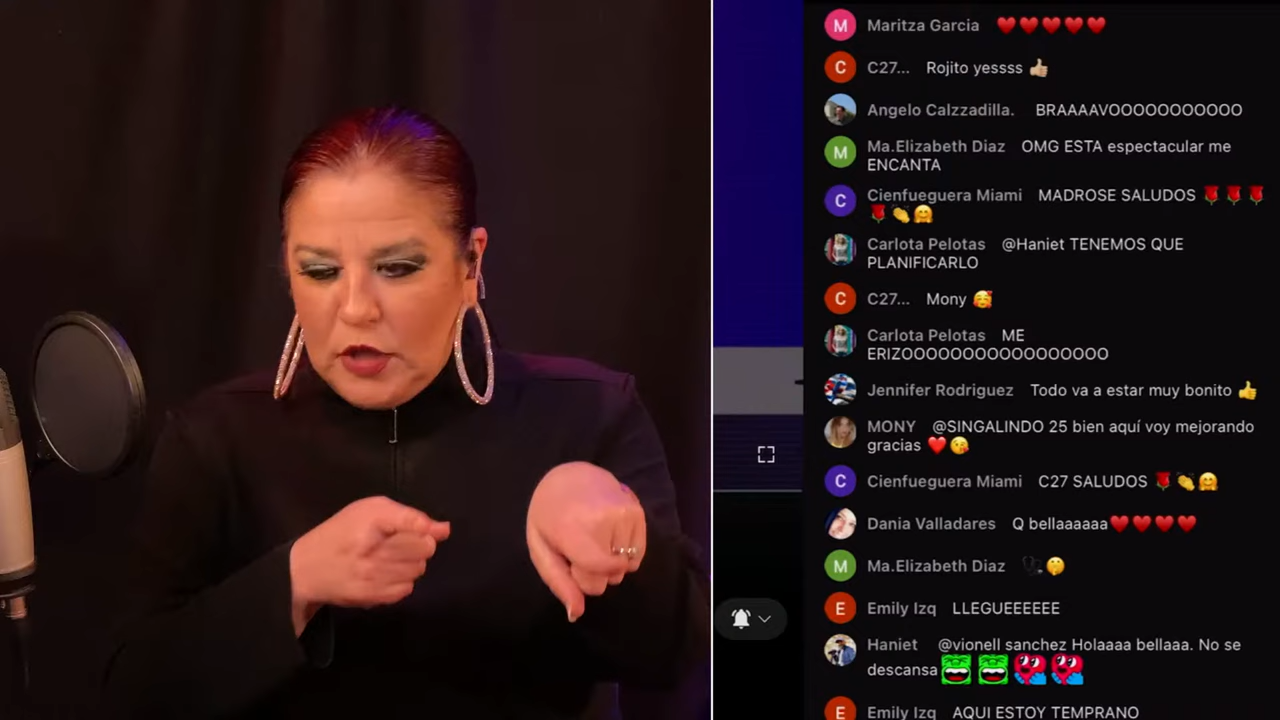 Maritza Garcia ❤️❤️❤️❤️❤️
C27... Rojito yessss 👍🏼
Angelo Calzzadilla. BRAAAAVOOOOOOOOOOO
Ma.Elizabeth Diaz OMG ESTA espectacular me
ENCANTA
Cienfueguera Miami MADROSE SALUDOS 🌹🌹🌹
🌹👏🤗
Carlota Pelotas @Haniet TENEMOS QUE
PLANIFICARLO
C27... Mony 🥰
Carlota Pelotas ME
ERIZOOOOOOOOOOOOOOOOO
Jennifer Rodriguez Todo va a estar muy bonito 👍
MONY @SINGALINDO 25 bien aquí voy mejorando
gracias ❤️😘
Cienfueguera Miami C27 SALUDOS 🌹👏🤗
Dania Valladares Q bellaaaaaa❤️❤️❤️❤️
Ma.Elizabeth Diaz 🩺🤫
Emily Izq LLEGUEEEEEE
Haniet @vionell sanchez Holaaaa bellaaa. No se
descansa
Emily Izq AQUI ESTOY TEMPRANO